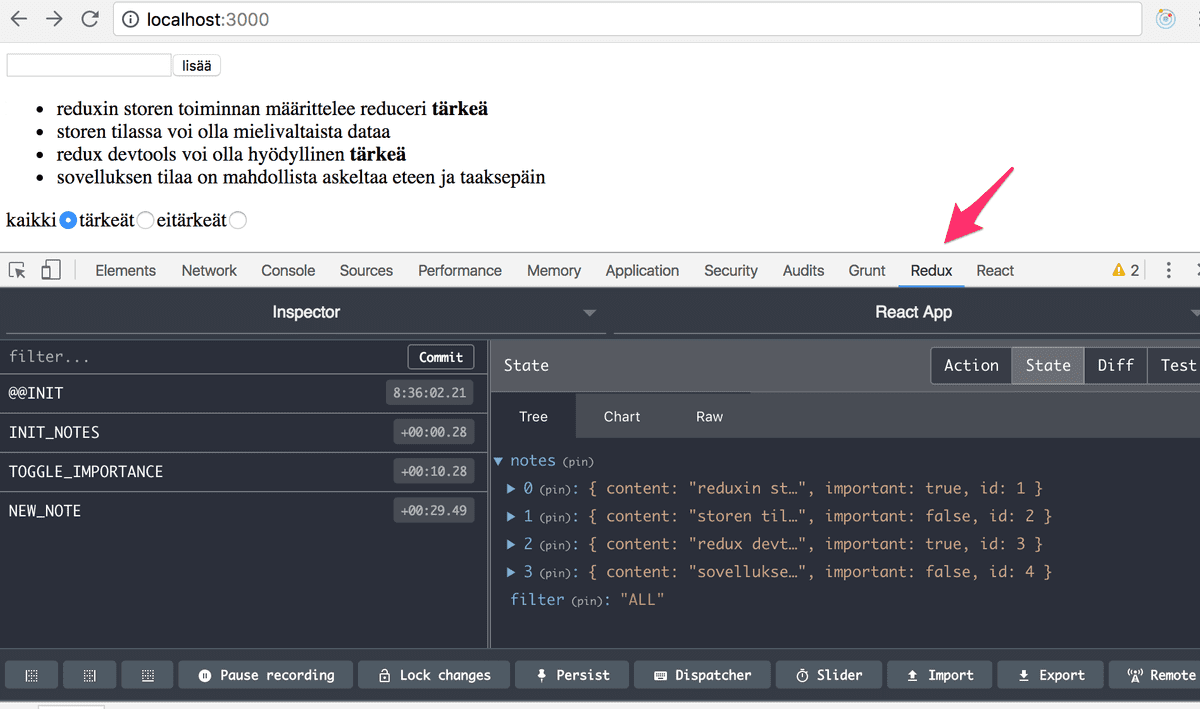 localhost:3000
lisää
reduxin storen toiminnan määrittelee reduceri tärkeä
storen tilassa voi olla mielivaltaista dataa
redux devtools voi olla hyödyllinen tärkeä
sovelluksen tilaa on mahdollista askeltaa eteen ja taaksepäin
kaikki tärkeät eitärkeät
Elements Network Console Sources Performance Memory Application Security Audits Grunt Redux React 2
Inspector React App
filter... Commit
State Action State Diff Test
@@INIT 8:36:02.21
Tree Chart Raw
INIT_NOTES +00:00.28
TOGGLE_IMPORTANCE +00:10.28
NEW_NOTE +00:29.49
notes (pin)
0 (pin): { content: "reduxin st…", important: true, id: 1 }
1 (pin): { content: "storen til…", important: false, id: 2 }
2 (pin): { content: "redux devt…", important: true, id: 3 }
3 (pin): { content: "sovellukse…", important: false, id: 4 }
filter (pin): "ALL"
Pause recording Lock changes Persist Dispatcher Slider Import Export Remote